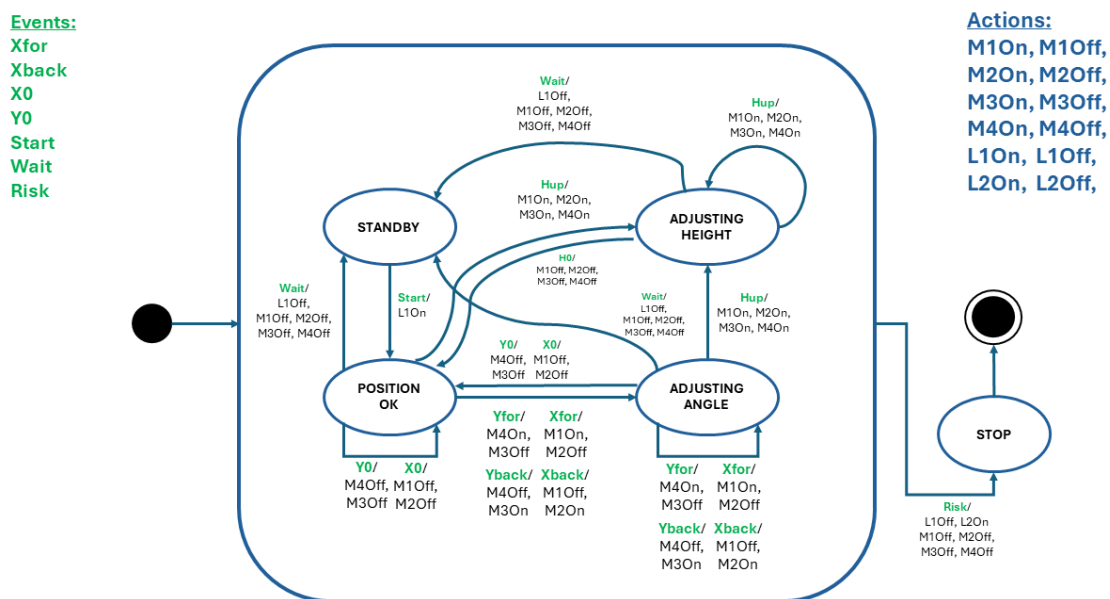 Events:
Xfor
Xback
X0
Y0
Start
Wait
Risk
Actions:
M1On, M1Off,
M2On, M2Off,
M3On, M3Off,
M4On, M4Off,
L1On, L1Off,
L2On, L2Off,
Wait/
L1Off,
M1Off, M2Off,
M3Off, M4Off
Hup/
M1On, M2On,
M3On, M4On
Hup/
M1On, M2On,
M3On, M4On
STANDBY
ADJUSTING
HEIGHT
H0/
M1Off, M2Off,
M3Off, M4Off
Wait/
L1Off,
M1Off, M2Off,
M3Off, M4Off
Start/
L1On
Wait/
L1Off,
M1Off, M2Off,
M3Off, M4Off
Hup/
M1On, M2On,
M3On, M4On
Y0/
M4Off,
M3Off
X0/
M1Off,
M2Off
POSITION
OK
ADJUSTING
ANGLE
STOP
Yfor/
M4On,
M3Off
Xfor/
M1On,
M2Off
Yback/
M4Off,
M3On
Xback/
M1Off,
M2On
Y0/
M4Off,
M3Off
X0/
M1Off,
M2Off
Yfor/
M4On,
M3Off
Xfor/
M1On,
M2Off
Yback/
M4Off,
M3On
Xback/
M1Off,
M2On
Risk/
L1Off, L2On
M1Off, M2Off,
M3Off, M4Off